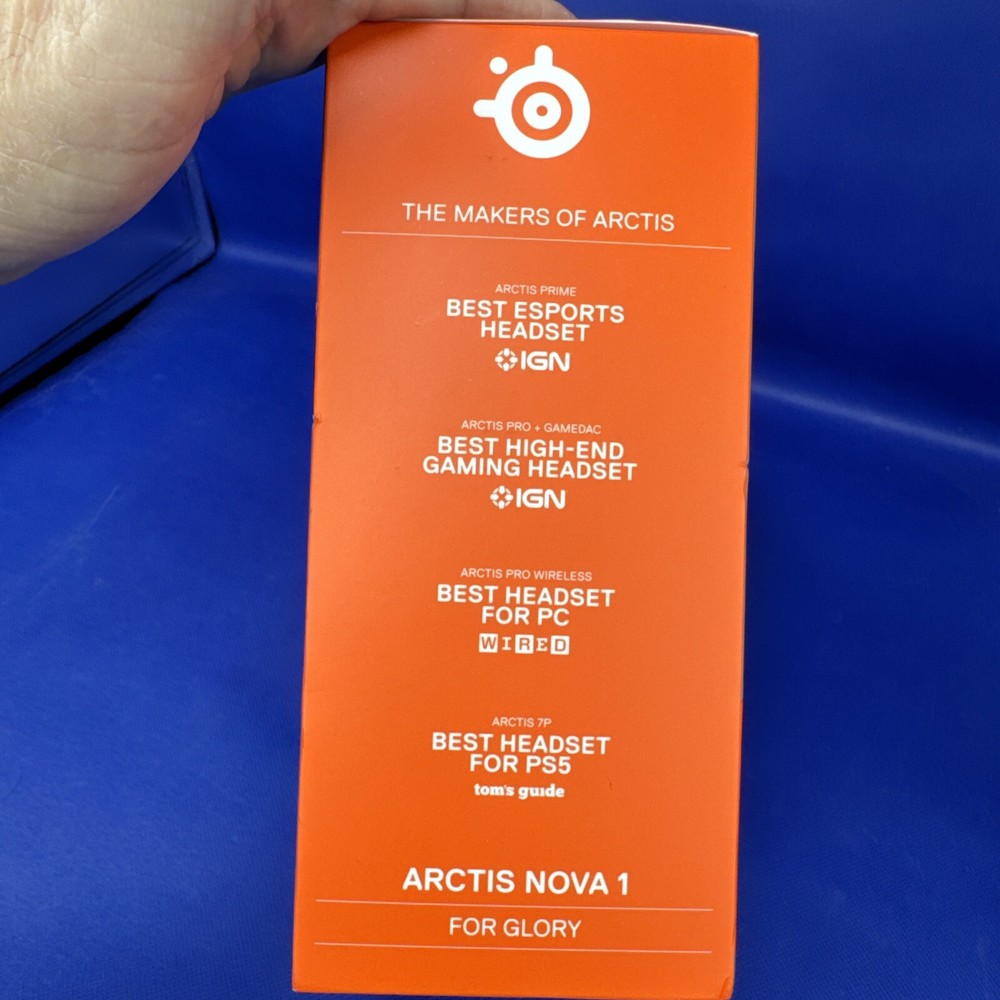 THE MAKERS OF ARCTIS
ARCTIS PRIME
BEST ESPORTS
HEADSET
IGN
ARCTIS PRO + GAMEDAC
BEST HIGH-END
GAMING HEADSET
IGN
ARCTIS PRO WIRELESS
BEST HEADSET
FOR PC
WIRED
ARCTIS 7P
BEST HEADSET
FOR PS5
tom's guide
ARCTIS NOVA 1
FOR GLORY